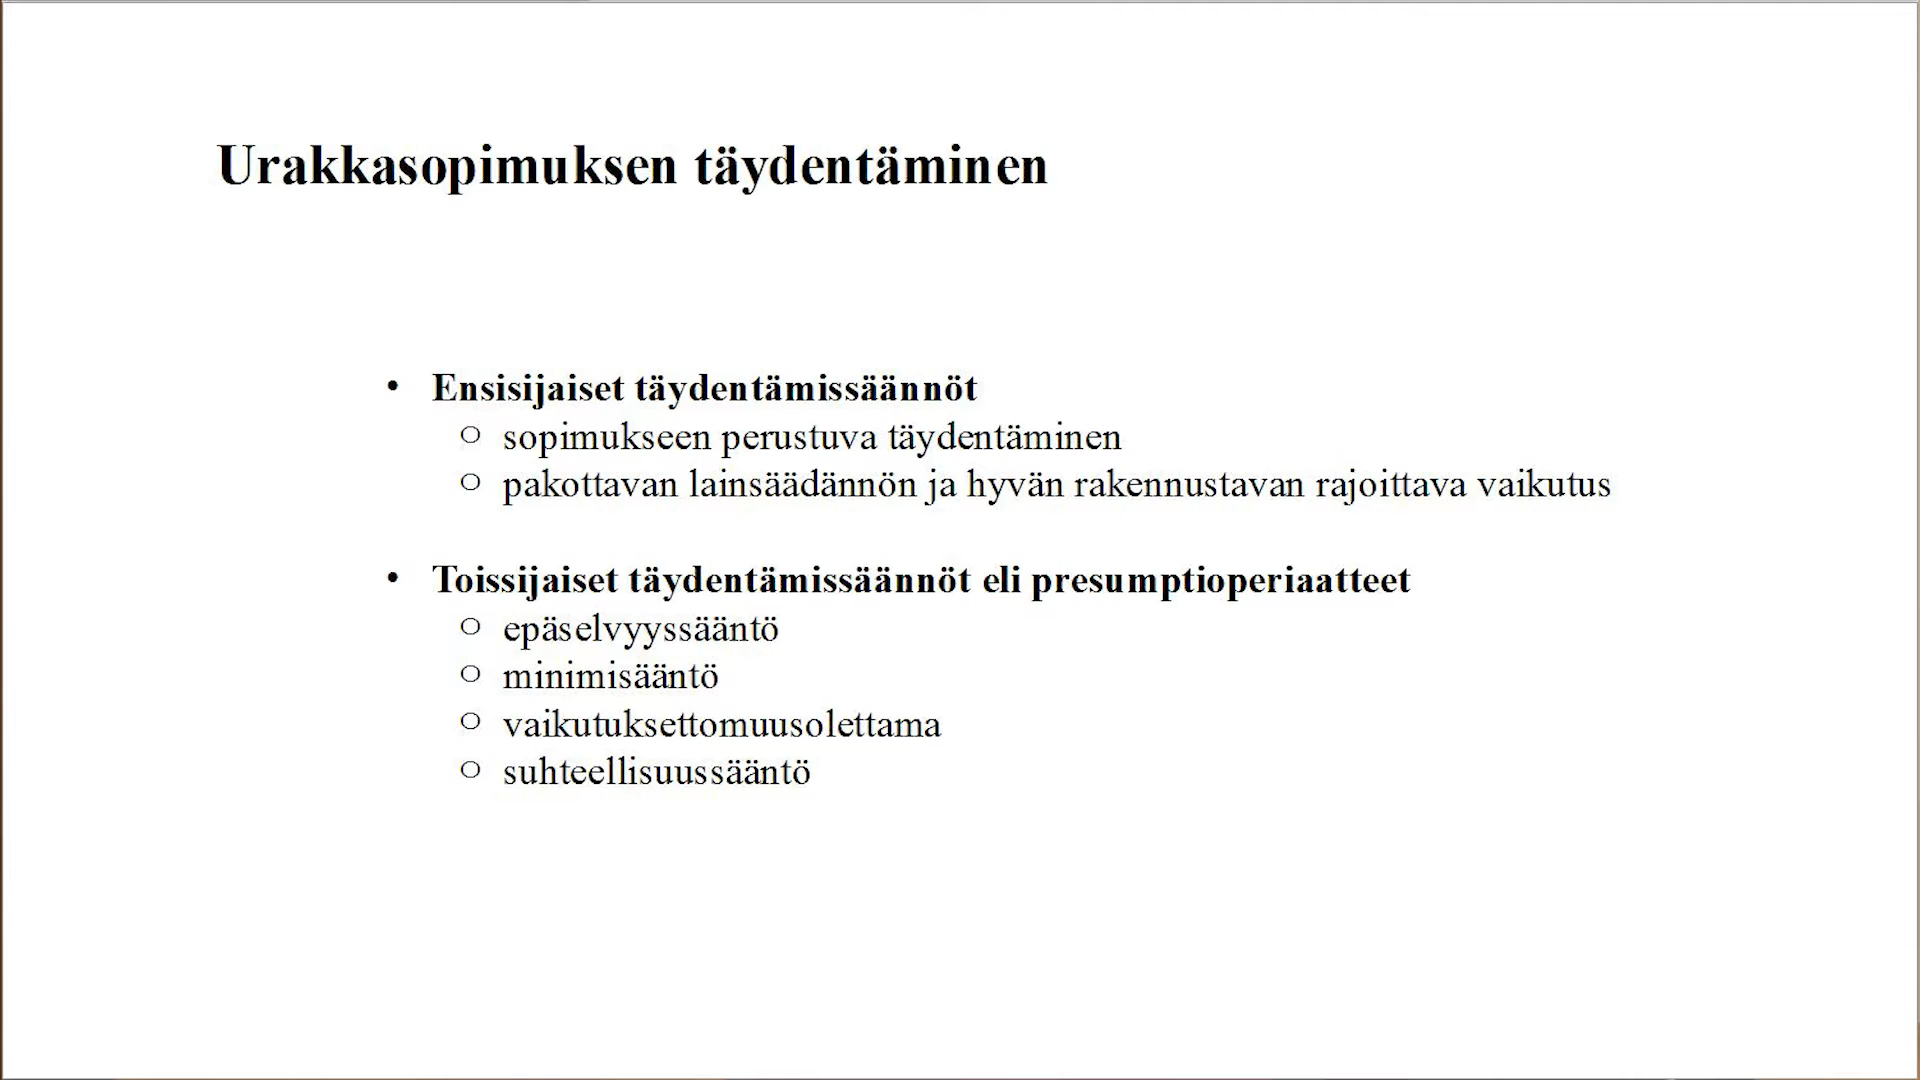 Urakkasopimuksen täydentäminen
• Ensisijaiset täydentämissäännöt
○ sopimukseen perustuva täydentäminen
○ pakottavan lainsäädännön ja hyvän rakennustavan rajoittava vaikutus
• Toissijaiset täydentämissäännöt eli presumptioperiaatteet
○ epäselvyyssääntö
○ minimisääntö
○ vaikutuksettomuusolettama
○ suhteellisuussääntö